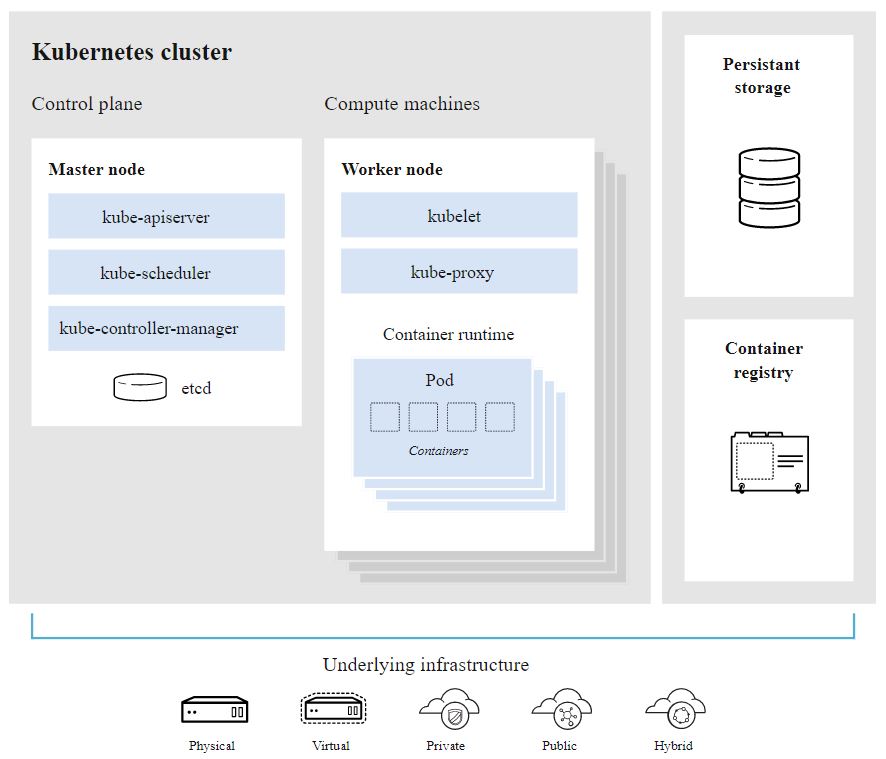 Kubernetes cluster
Control plane
Master node
kube-apiserver
kube-scheduler
kube-controller-manager
etcd
Compute machines
Worker node
kubelet
kube-proxy
Container runtime
Pod
Containers
Persistant
storage
Container
registry
Underlying infrastructure
Physical
Virtual
Private
Public
Hybrid